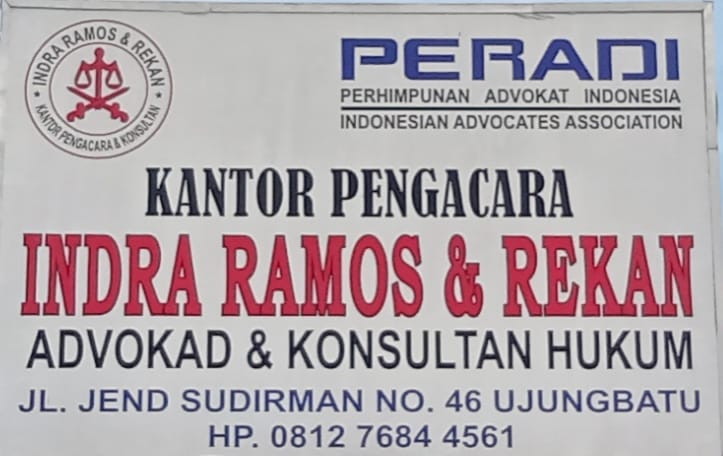 INDRA RAMOS & REKAN
KANTOR PENGACARA & KONSULTAN
PERADI
PERHIMPUNAN ADVOKAT INDONESIA
INDONESIAN ADVOCATES ASSOCIATION
KANTOR PENGACARA
INDRA RAMOS & REKAN
ADVOKAD & KONSULTAN HUKUM
JL. JEND SUDIRMAN NO. 46 UJUNGBATU
HP. 0812 7684 4561